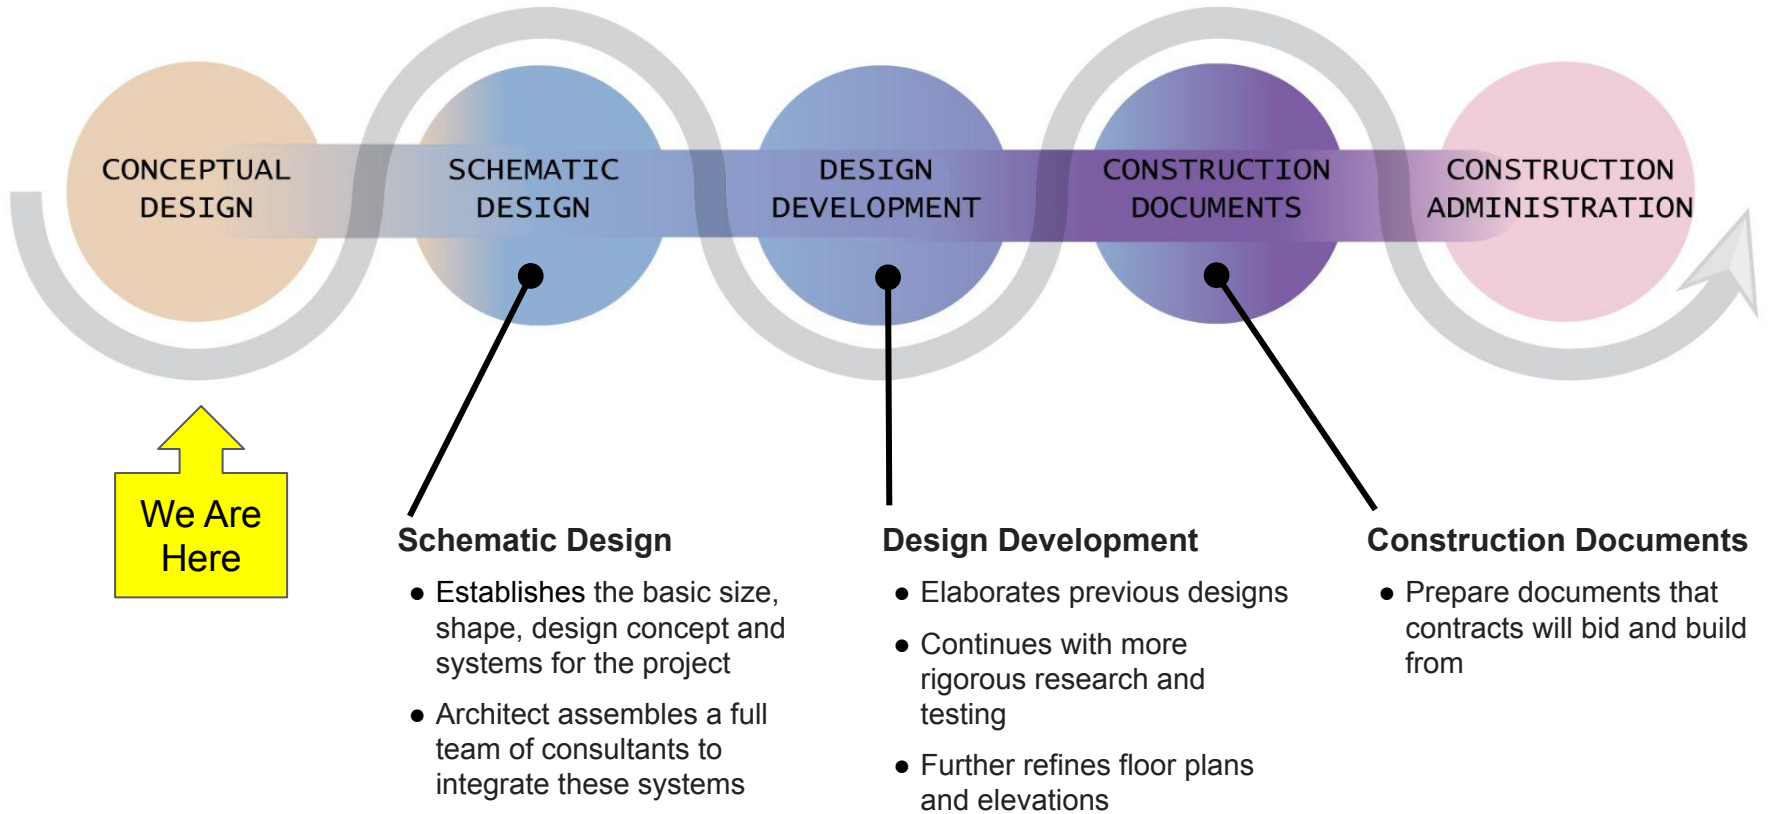 CONCEPTUAL
DESIGN
SCHEMATIC
DESIGN
DESIGN
DEVELOPMENT
CONSTRUCTION
DOCUMENTS
CONSTRUCTION
ADMINISTRATION
We Are
Here
Schematic Design
● Establishes the basic size,
shape, design concept and
systems for the project
● Architect assembles a full
team of consultants to
integrate these systems
Design Development
● Elaborates previous designs
● Continues with more
rigorous research and
testing
● Further refines floor plans
and elevations
Construction Documents
● Prepare documents that
contracts will bid and build
from